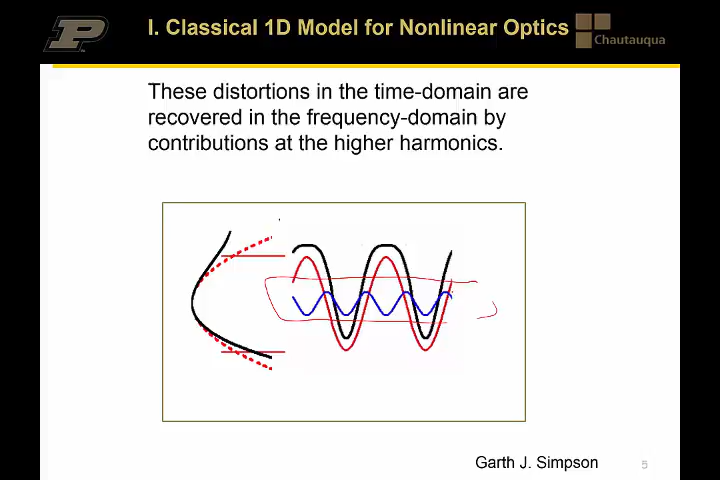 I. Classical 1D Model for Nonlinear Optics
Chautauqua
These distortions in the time-domain are
recovered in the frequency-domain by
contributions at the higher harmonics.
Garth J. Simpson
5